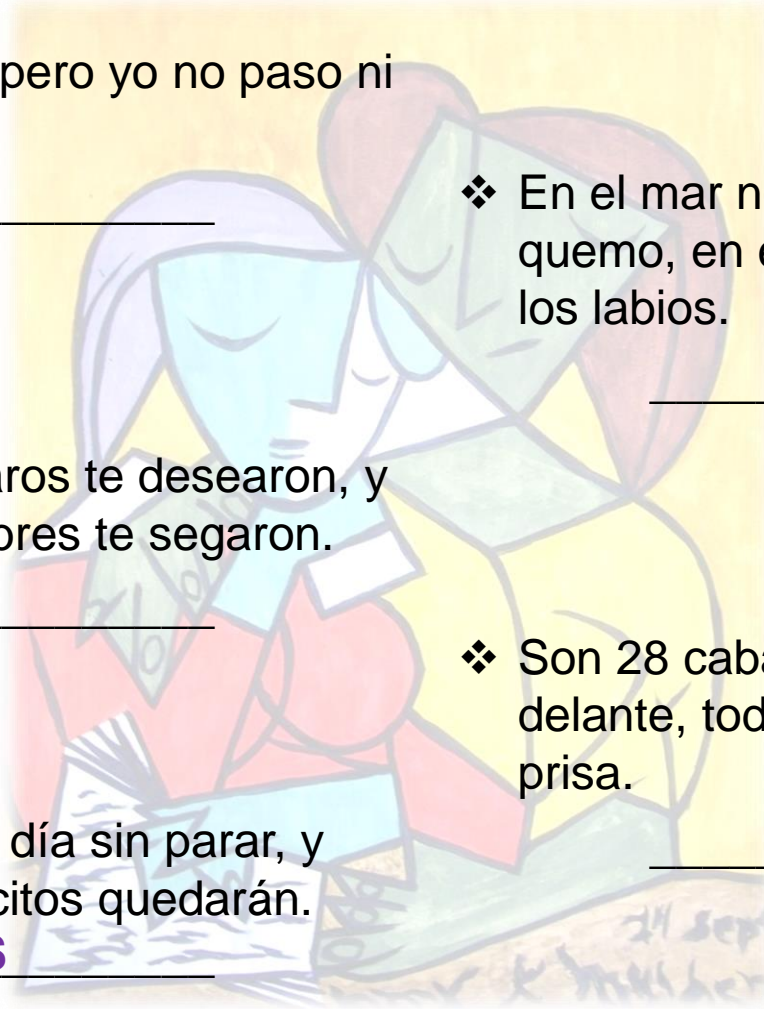 pero yo no paso ni
aros te desearon, y
ores te segaron.
día sin parar, y
citos quedarán.
S
❖ En el mar n
quemo, en e
los labios.
❖ Son 28 caba
delante, tod
prisa.